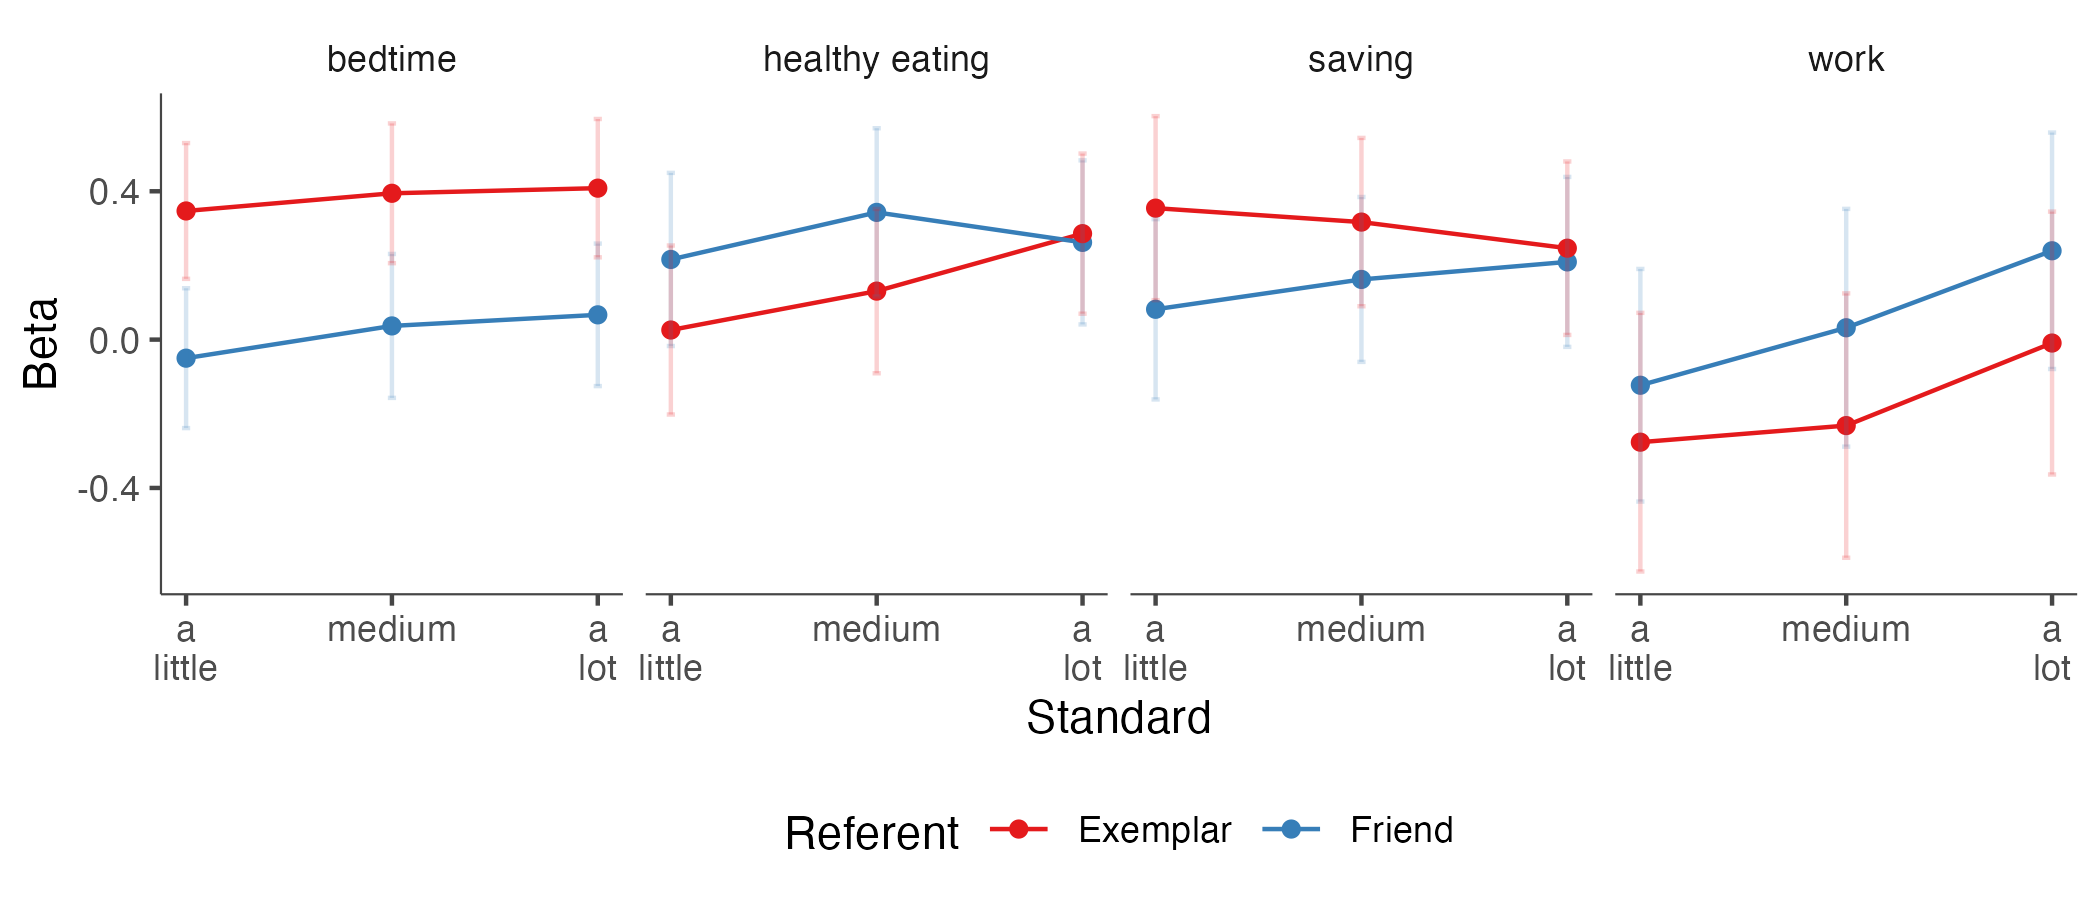 bedtime healthy eating saving work
Beta
0.4
0.0
-0.4
a medium a a medium a a medium a a medium a
little lot little lot little lot little lot
Standard
Referent Exemplar Friend